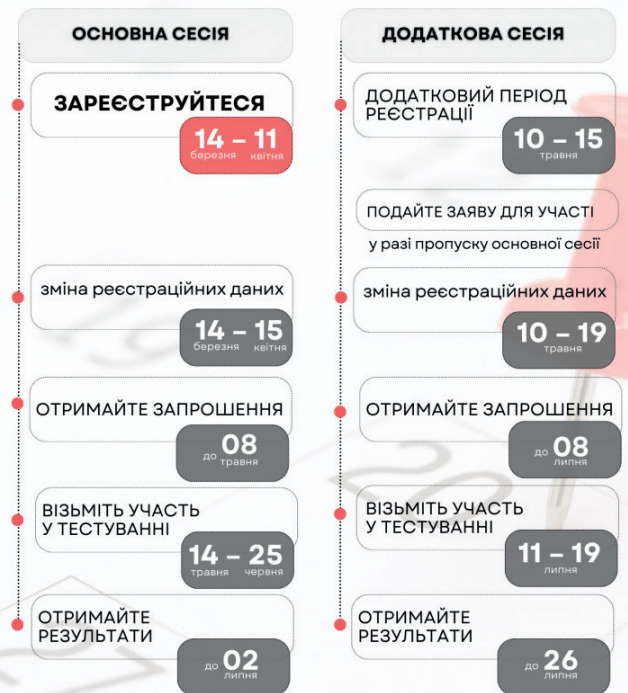 ОСНОВНА СЕСІЯ
ЗАРЕЄСТРУЙТЕСЯ
14 – 11
березня квітня
зміна реєстраційних даних
14 – 15
березня квітня
ОТРИМАЙТЕ ЗАПРОШЕННЯ
до 08
травня
ВІЗЬМІТЬ УЧАСТЬ
У ТЕСТУВАННІ
14 – 25
травня червня
ОТРИМАЙТЕ
РЕЗУЛЬТАТИ
до 02
липня
ДОДАТКОВА СЕСІЯ
ДОДАТКОВИЙ ПЕРІОД
РЕЄСТРАЦІЇ
10 – 15
травня
ПОДАЙТЕ ЗАЯВУ ДЛЯ УЧАСТІ
у разі пропуску основної сесії
зміна реєстраційних даних
10 – 19
травня
ОТРИМАЙТЕ ЗАПРОШЕННЯ
до 08
липня
ВІЗЬМІТЬ УЧАСТЬ
У ТЕСТУВАННІ
11 – 19
липня
ОТРИМАЙТЕ
РЕЗУЛЬТАТИ
до 26
липня
19
20
27